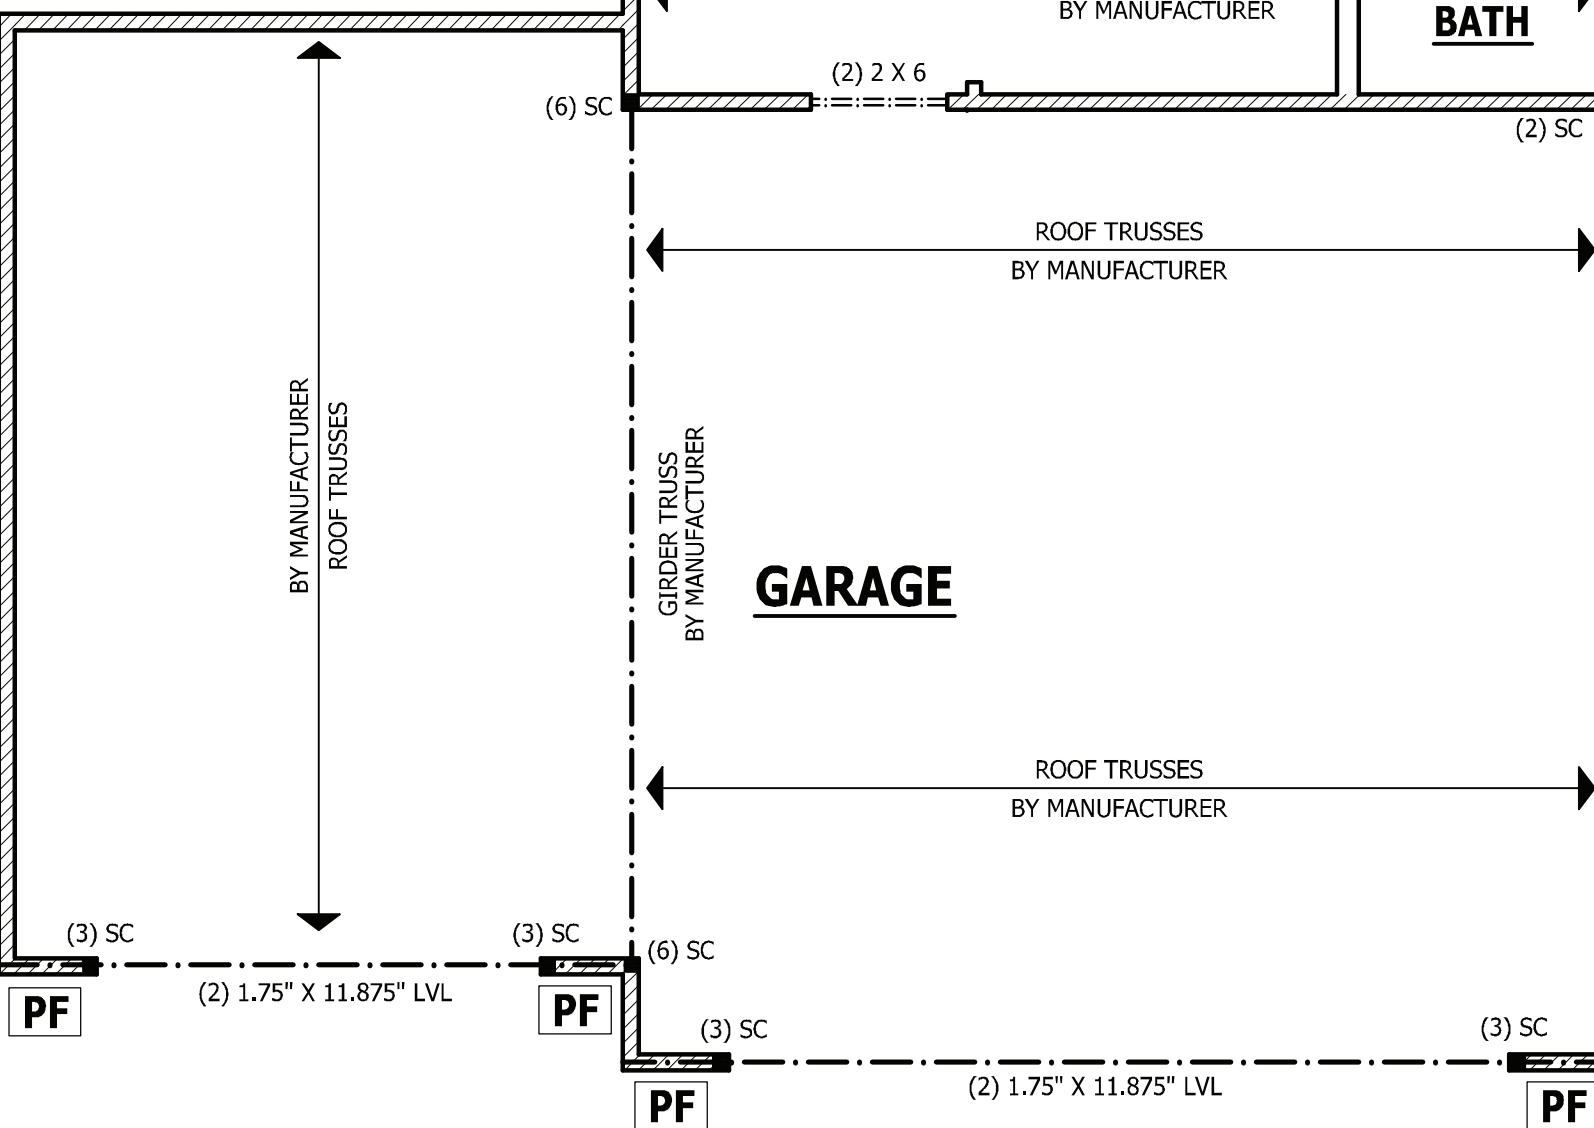 BY MANUFACTURER
BATH
(2) 2 X 6
(6) SC
(2) SC
ROOF TRUSSES
BY MANUFACTURER
BY MANUFACTURER
ROOF TRUSSES
GIRDER TRUSS
BY MANUFACTURER
GARAGE
ROOF TRUSSES
BY MANUFACTURER
(3) SC
(3) SC
(6) SC
(2) 1.75" X 11.875" LVL
PF
PF
(3) SC
(3) SC
(2) 1.75" X 11.875" LVL
PF
PF